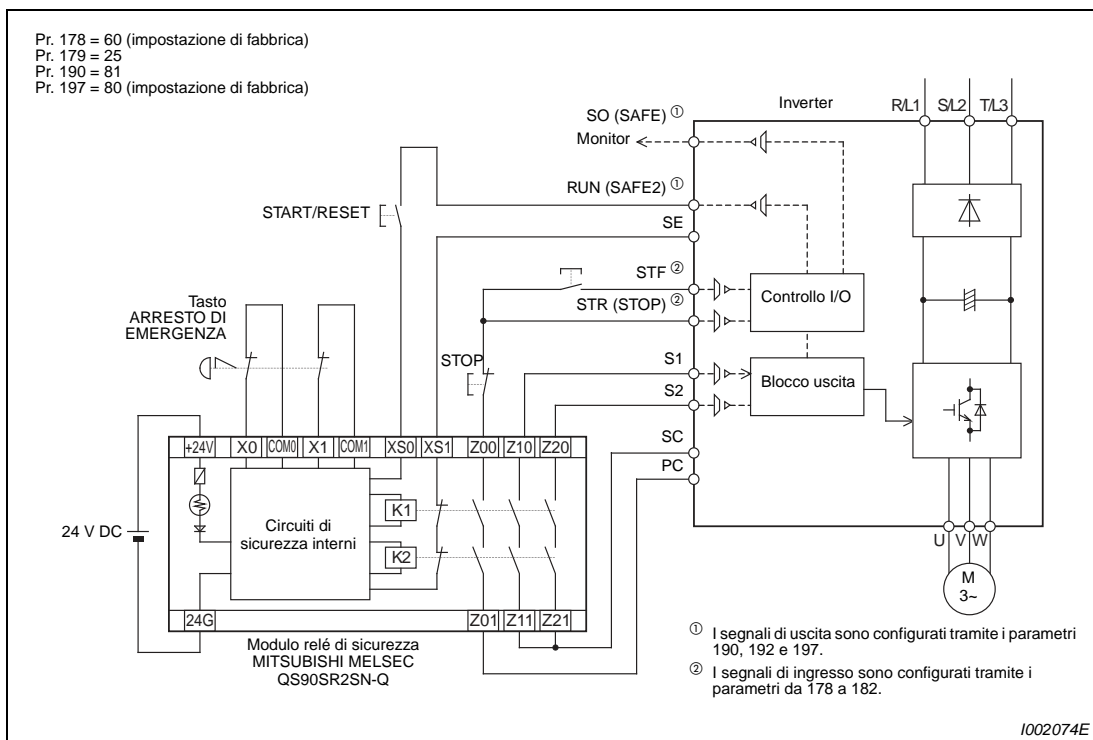 Pr. 178 = 60 (impostazione di fabbrica)
Pr. 179 = 25
Pr. 190 = 81
Pr. 197 = 80 (impostazione di fabbrica)
Inverter
R/L1
S/L2
T/L3
SO (SAFE) ①
Monitor
RUN (SAFE2) ①
START/RESET
SE
STF ②
STR (STOP) ②
Controllo I/O
Tasto
ARRESTO DI
EMERGENZA
STOP
S1
S2
Blocco uscita
SC
PC
+24V
X0
COM0
X1
COM1
XS0
XS1
Z00
Z10
Z20
24 V DC
Circuiti di
sicurezza interni
K1
K2
U
V
W
M
3~
24G
Z01
Z11
Z21
Modulo relé di sicurezza
MITSUBISHI MELSEC
QS90SR2SN-Q
① I segnali di uscita sono configurati tramite i parametri
190, 192 e 197.
② I segnali di ingresso sono configurati tramite i
parametri da 178 a 182.
I002074E